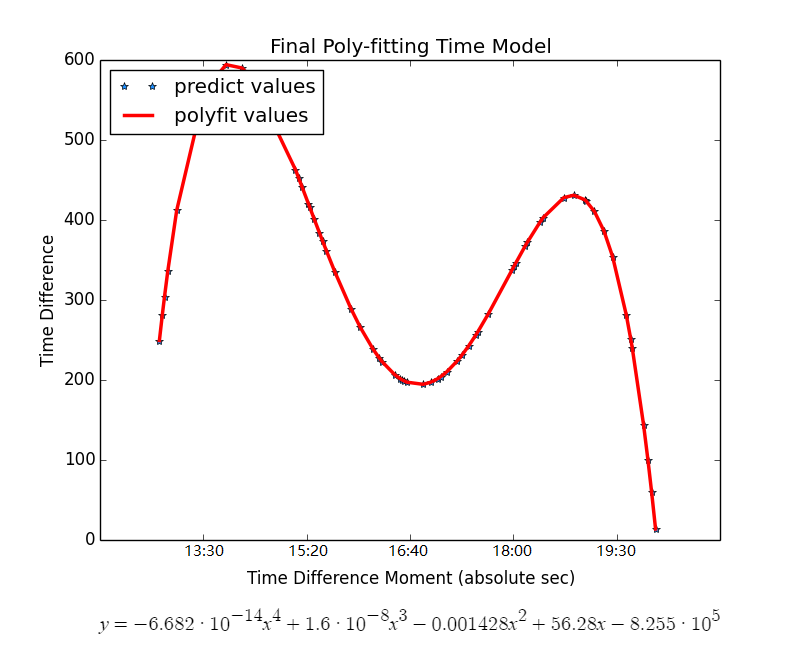 Final Poly-fitting Time Model
600
predict values
polyfit values
500
400
300
200
100
0
Time Difference
13:30 15:20 16:40 18:00 19:30
Time Difference Moment (absolute sec)
y = −6.682 · 10^−14x^4 + 1.6 · 10^−8x^3 − 0.001428x^2 + 56.28x − 8.255 · 10^5